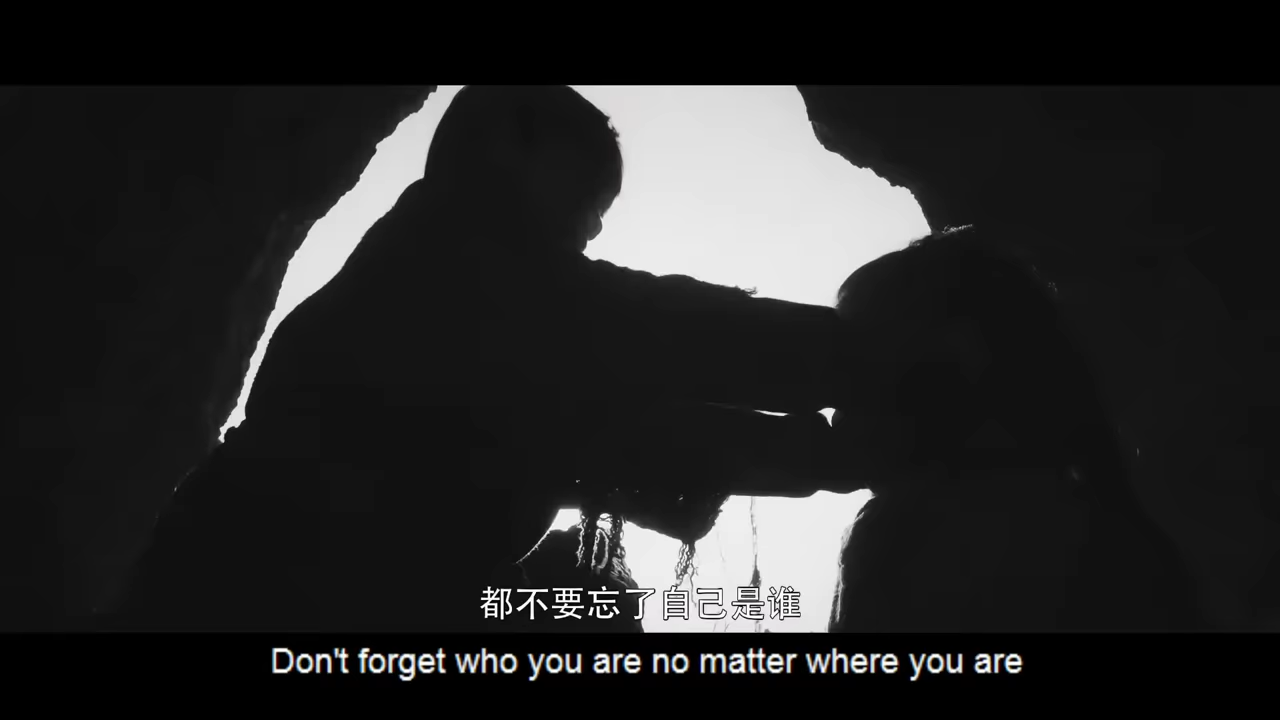 都不要忘了自己是谁
Don't forget who you are no matter where you are